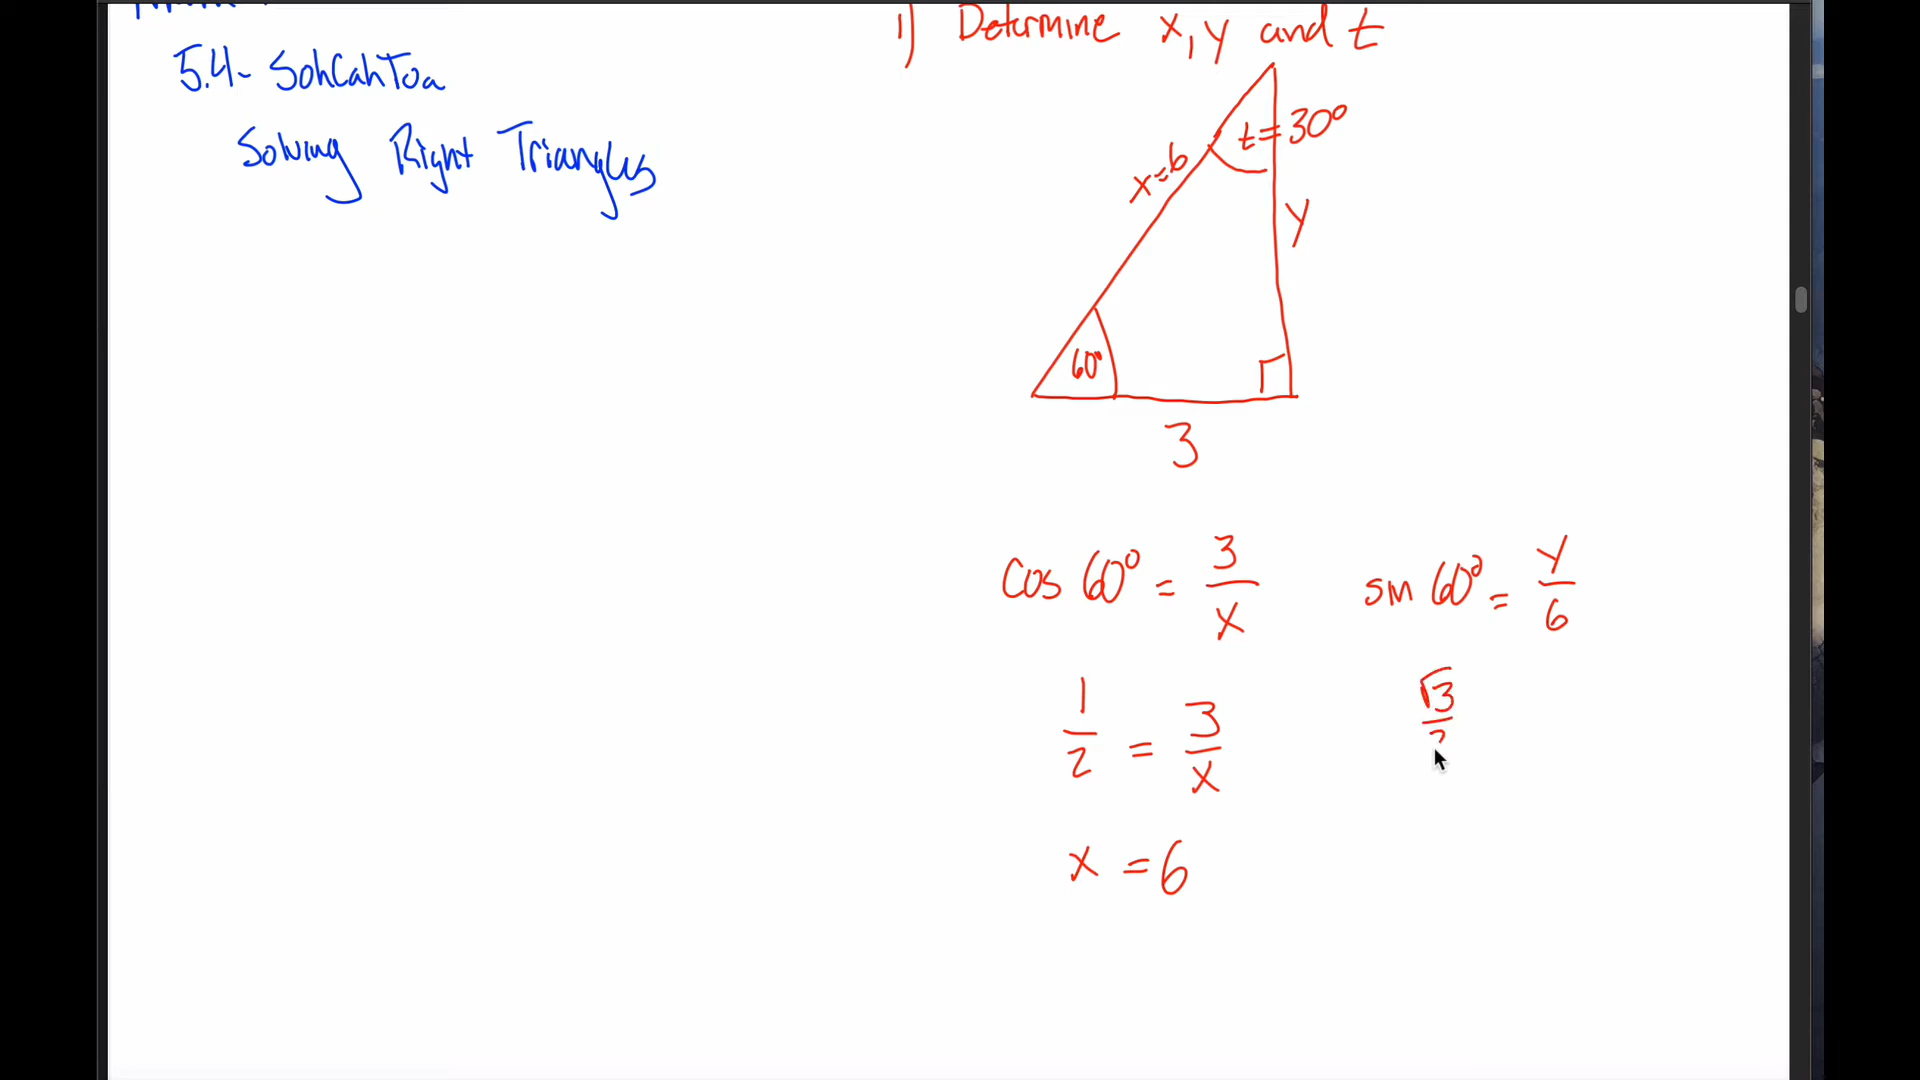 5.4- SohCahToa
Solving Right Triangles
1) Determine x, y and t
t = 30°
x = 6
y
60°
3
cos 60° = 3/x
sin 60° = y/6
1/2 = 3/x
√3
x = 6